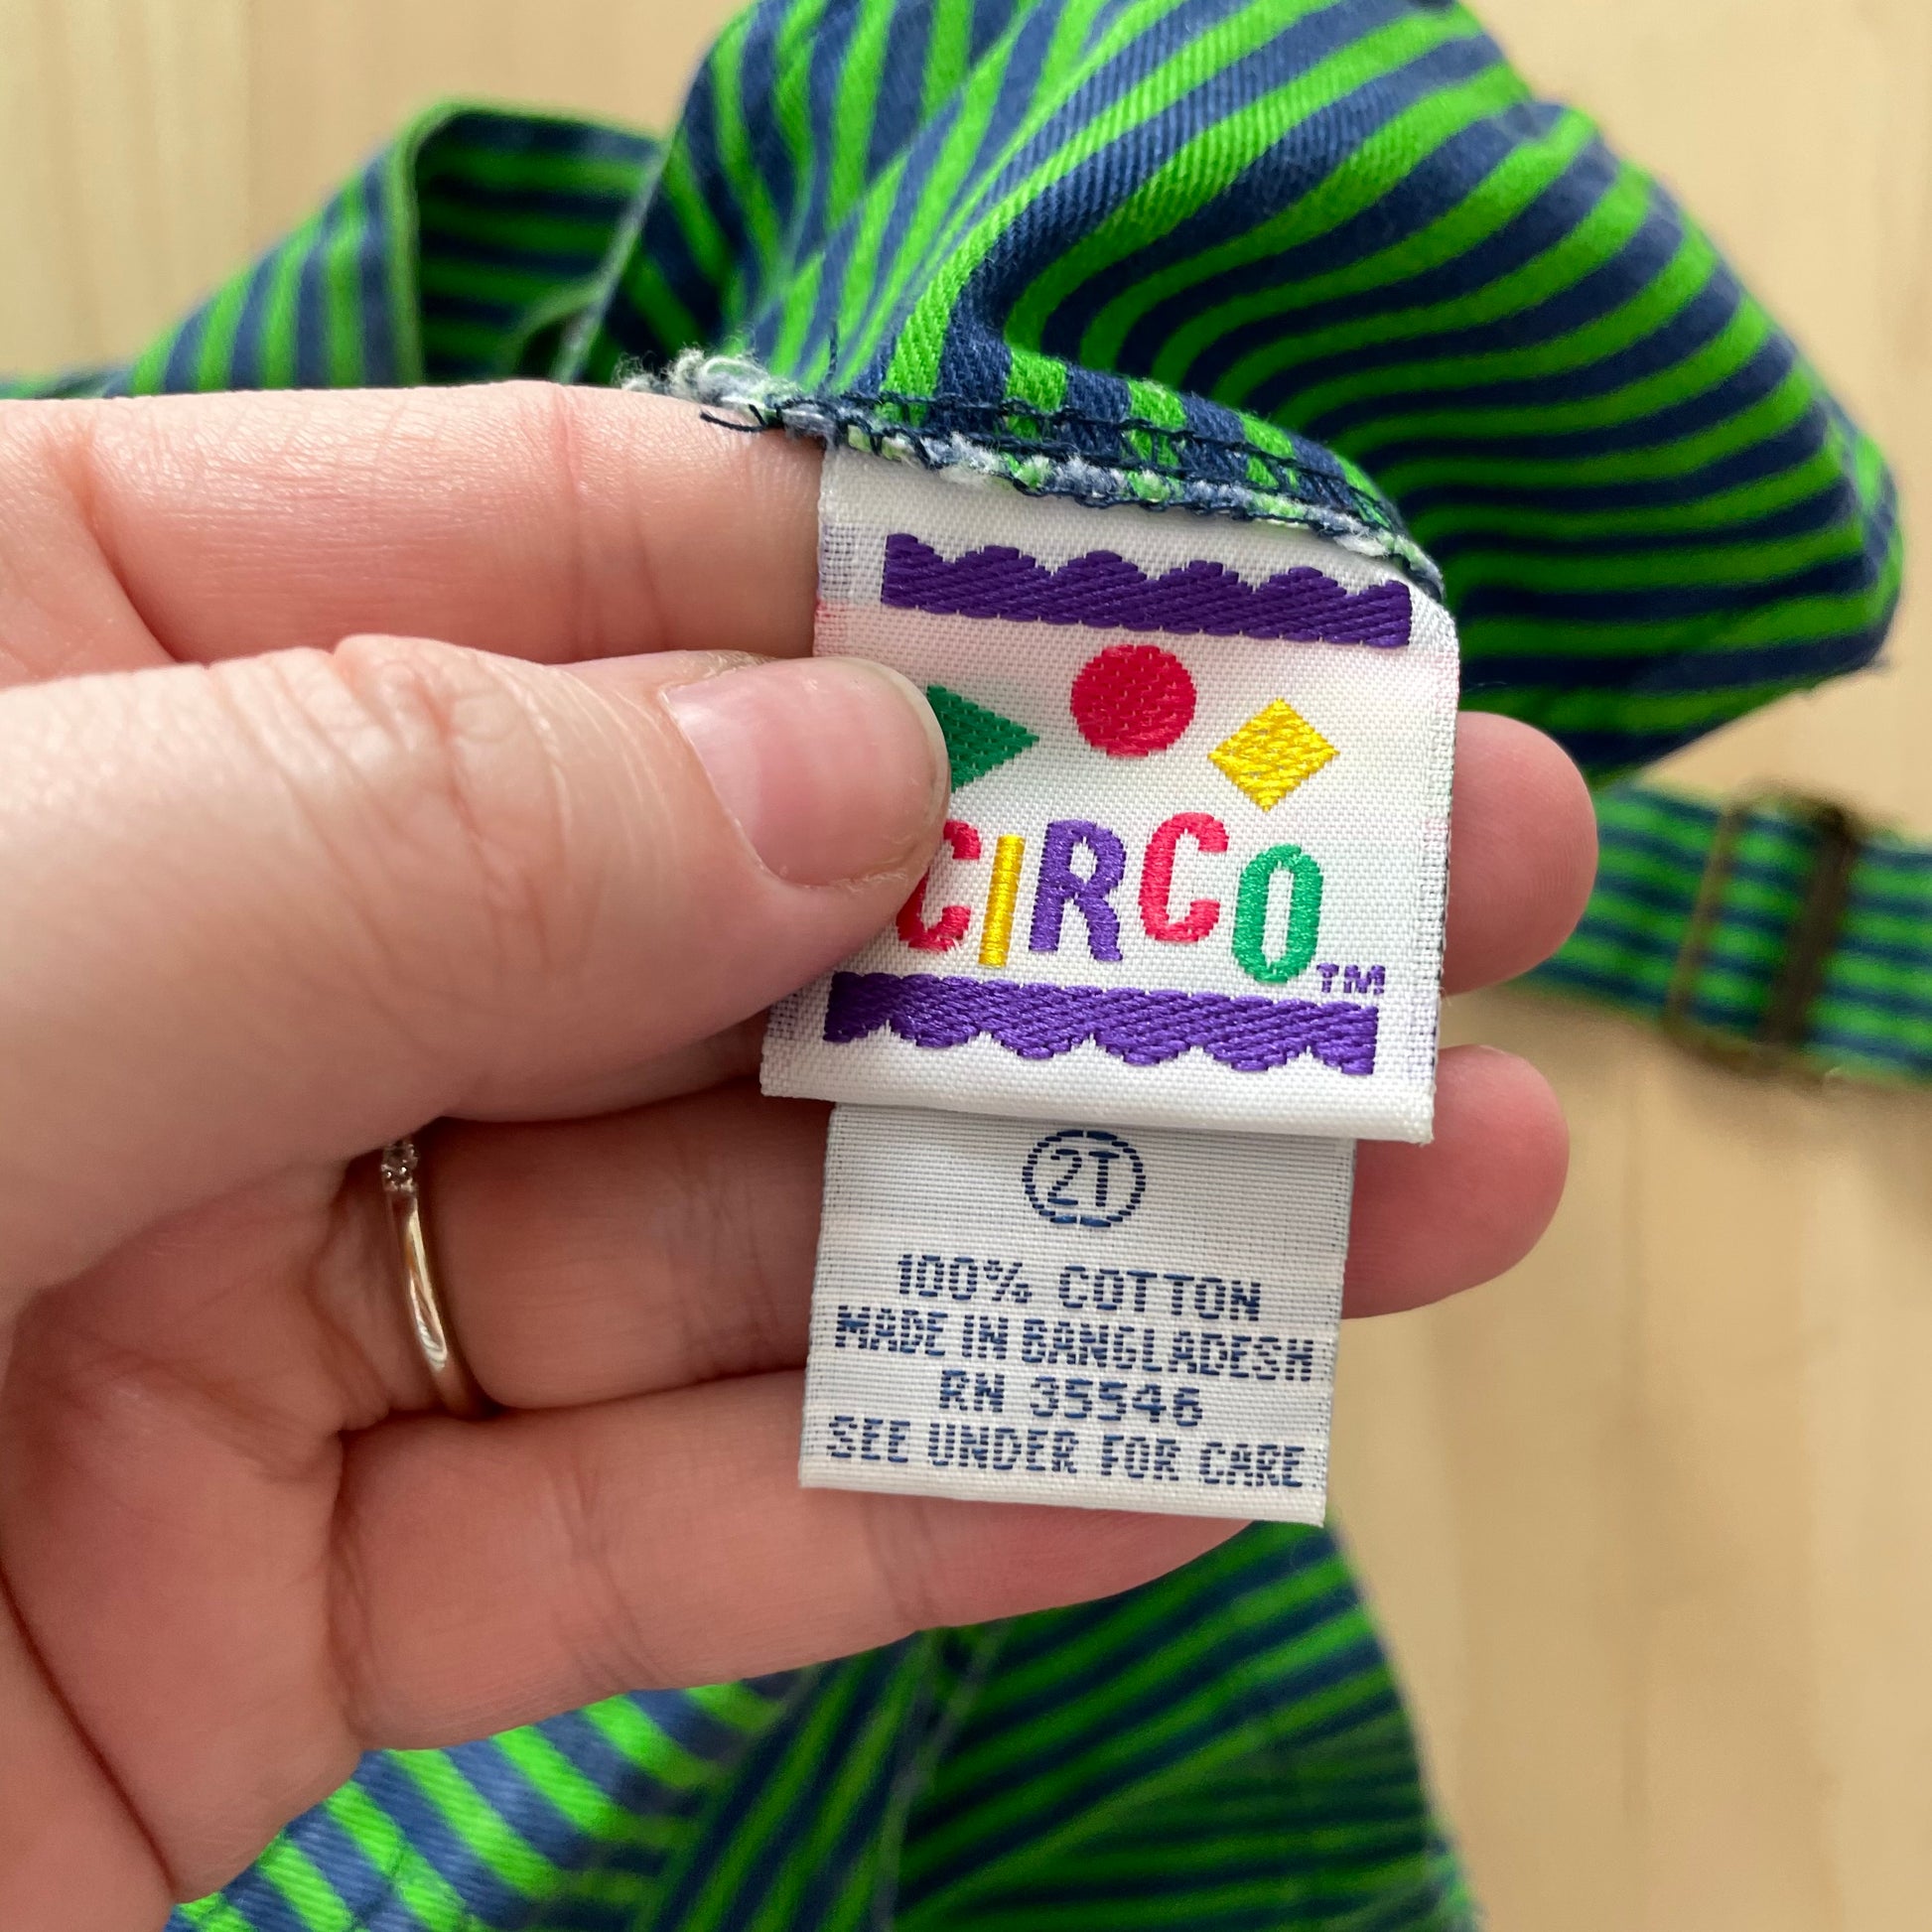 CIRCO™
2T
100% COTTON
MADE IN BANGLADESH
RN 35546
SEE UNDER FOR CARE